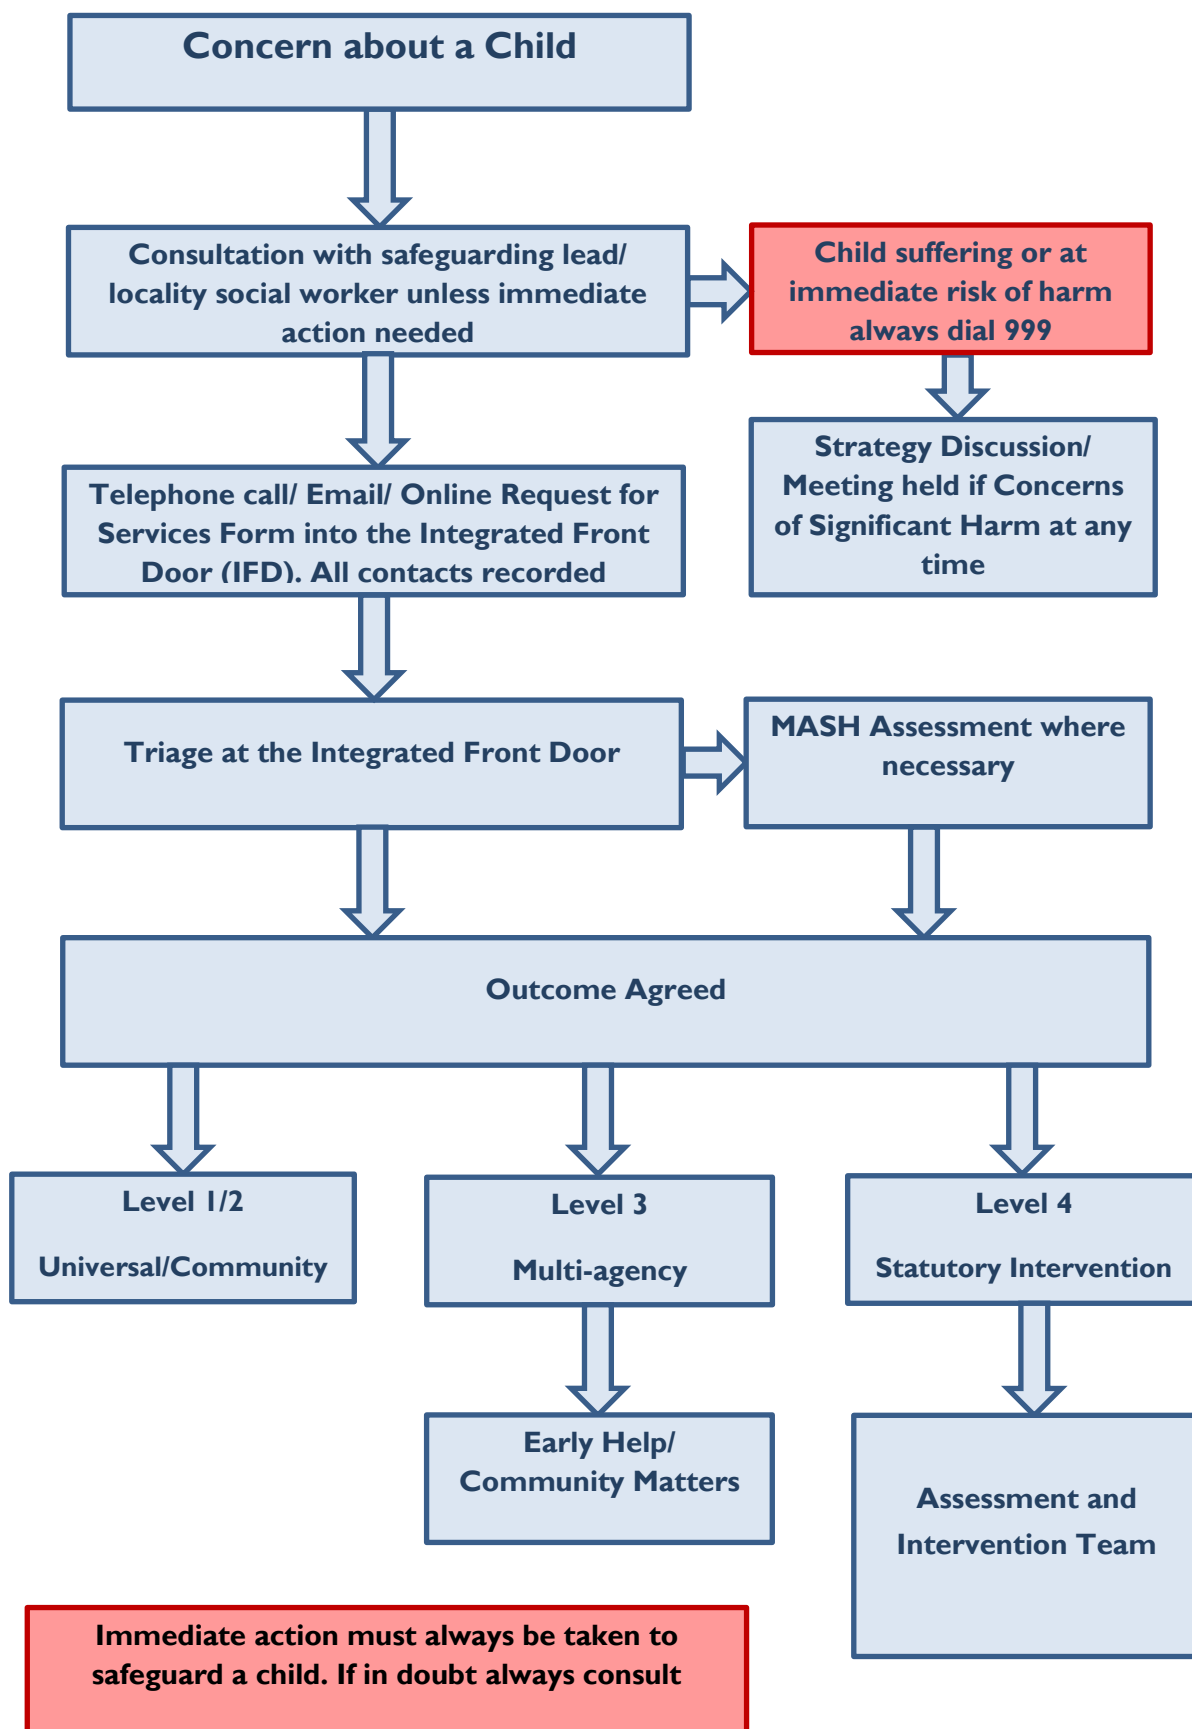 Concern about a Child
Consultation with safeguarding lead/
locality social worker unless immediate
action needed
Child suffering or at
immediate risk of harm
always dial 999
Strategy Discussion/
Meeting held if Concerns
of Significant Harm at any
time
Telephone call/ Email/ Online Request for
Services Form into the Integrated Front
Door (IFD). All contacts recorded
Triage at the Integrated Front Door
MASH Assessment where
necessary
Outcome Agreed
Level 1/2
Universal/Community
Level 3
Multi-agency
Level 4
Statutory Intervention
Early Help/
Community Matters
Assessment and
Intervention Team
Immediate action must always be taken to
safeguard a child. If in doubt always consult